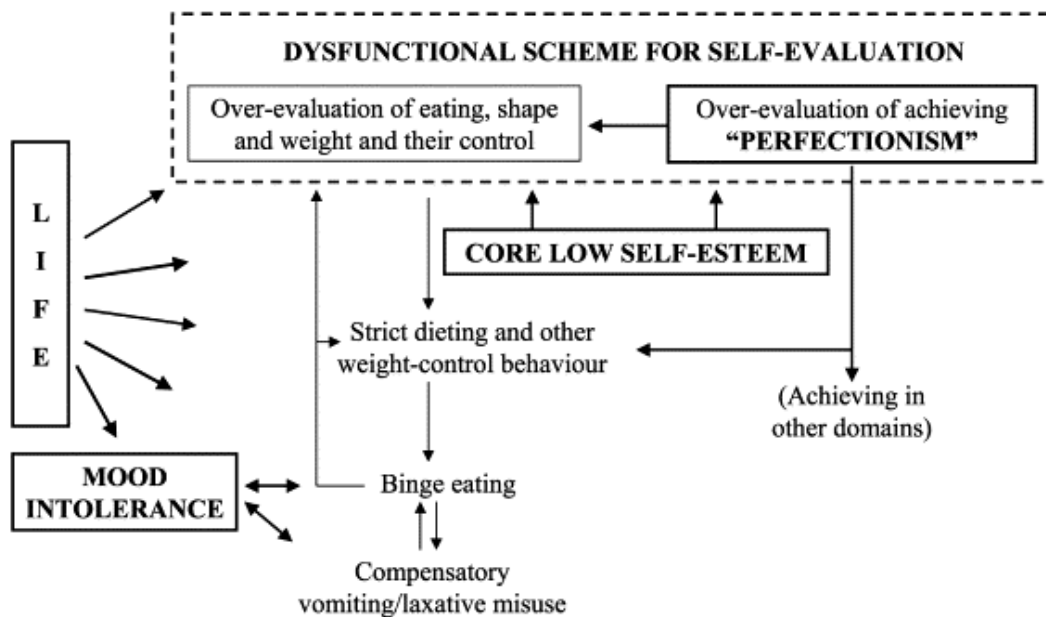 DYSFUNCTIONAL SCHEME FOR SELF-EVALUATION
Over-evaluation of eating, shape
and weight and their control
Over-evaluation of achieving
“PERFECTIONISM”
L
I
F
E
CORE LOW SELF-ESTEEM
Strict dieting and other
weight-control behaviour
(Achieving in
other domains)
MOOD
INTOLERANCE
Binge eating
Compensatory
vomiting/laxative misuse